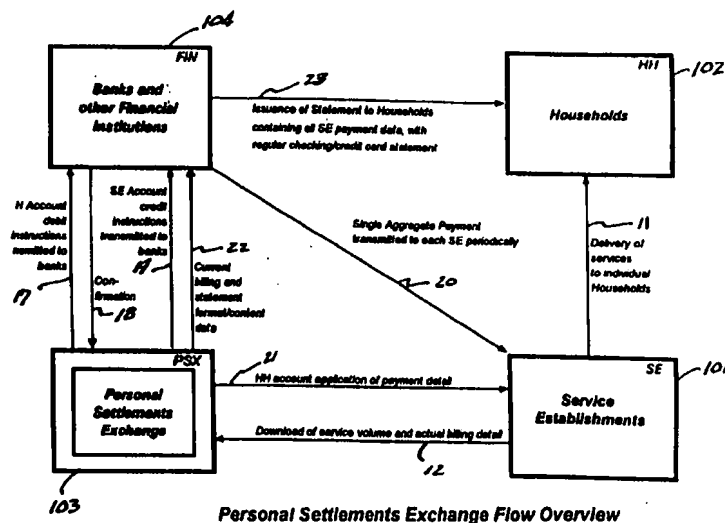 104
FIN
Banks and
other Financial
Institutions
23
Issuance of Statement to Households
containing all SE payment data, with
regular checking/credit card statement
HH
102
Households
H Account
debit
instructions
remitted to
banks
17
Con-
firmation
18
SE Account
credit
instructions
transmitted to
banks
19
22
Current
billing and
statement
format/content
data
Single Aggregate Payment
transmitted to each SE periodically
20
11
Delivery of
services
to individual
Households
PSX
Personal
Settlements
Exchange
103
21
HH account application of payment detail
Download of service volume and actual billing detail
12
SE
101
Service
Establishments
Personal Settlements Exchange Flow Overview